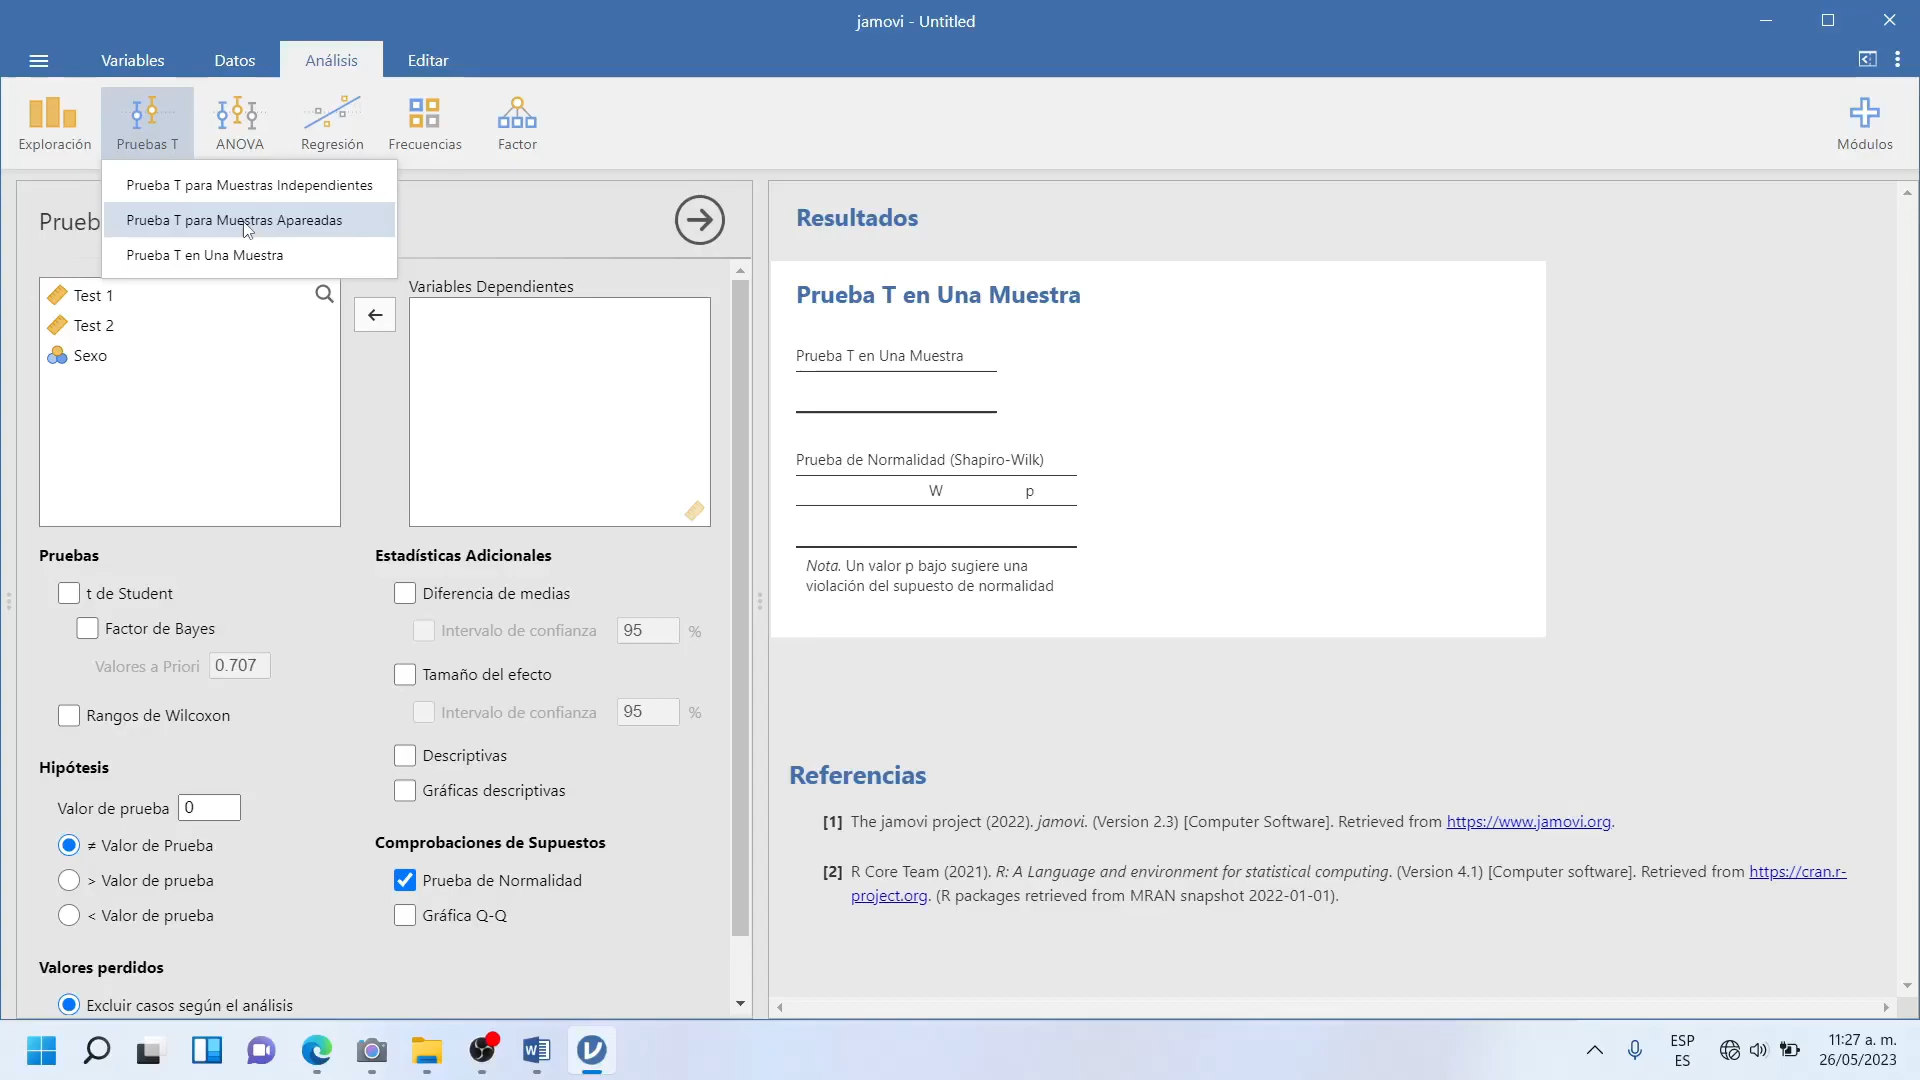 jamovi - Untitled
Variables
Datos
Análisis
Editar
Exploración
Pruebas T
ANOVA
Regresión
Frecuencias
Factor
Módulos
Prueba T para Muestras Independientes
Prueba T para Muestras Apareadas
Prueba T en Una Muestra
Prueb
Test 1
Test 2
Sexo
Variables Dependientes
Pruebas
t de Student
Factor de Bayes
Valores a Priori 0.707
Rangos de Wilcoxon
Hipótesis
Valor de prueba 0
≠ Valor de Prueba
> Valor de prueba
< Valor de prueba
Valores perdidos
Excluir casos según el análisis
Estadísticas Adicionales
Diferencia de medias
Intervalo de confianza 95 %
Tamaño del efecto
Intervalo de confianza 95 %
Descriptivas
Gráficas descriptivas
Comprobaciones de Supuestos
Prueba de Normalidad
Gráfica Q-Q
Resultados
Prueba T en Una Muestra
Prueba T en Una Muestra
Prueba de Normalidad (Shapiro-Wilk)
W p
Nota. Un valor p bajo sugiere una
violación del supuesto de normalidad
Referencias
[1] The jamovi project (2022). jamovi. (Version 2.3) [Computer Software]. Retrieved from https://www.jamovi.org.
[2] R Core Team (2021). R: A Language and environment for statistical computing. (Version 4.1) [Computer software]. Retrieved from https://cran.r-
project.org. (R packages retrieved from MRAN snapshot 2022-01-01).
ESP
ES
11:27 a. m.
26/05/2023